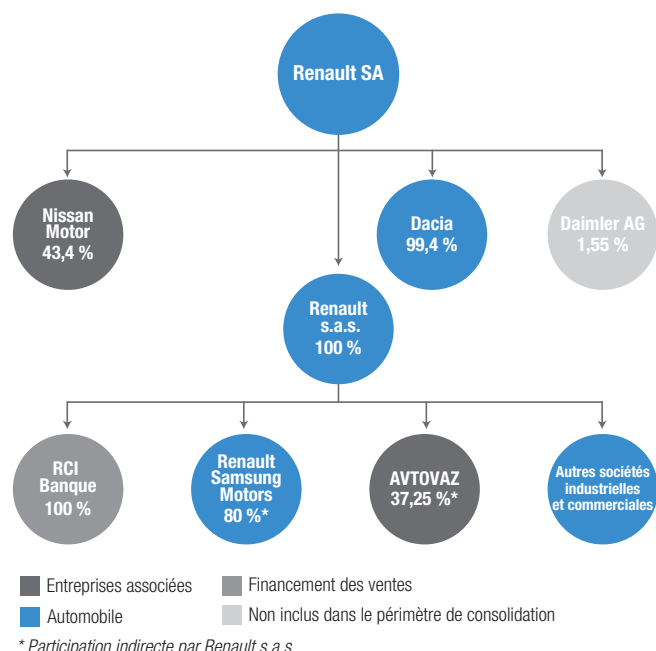 Renault SA
Nissan
Motor
43,4 %
Dacia
99,4 %
Daimler AG
1,55 %
Renault
s.a.s.
100 %
RCI
Banque
100 %
Renault
Samsung
Motors
80 %*
AVTOVAZ
37,25 %*
Autres sociétés
industrielles
et commerciales
Entreprises associées
Financement des ventes
Automobile
Non inclus dans le périmètre de consolidation
* Participation indirecte par Renault s.a.s.